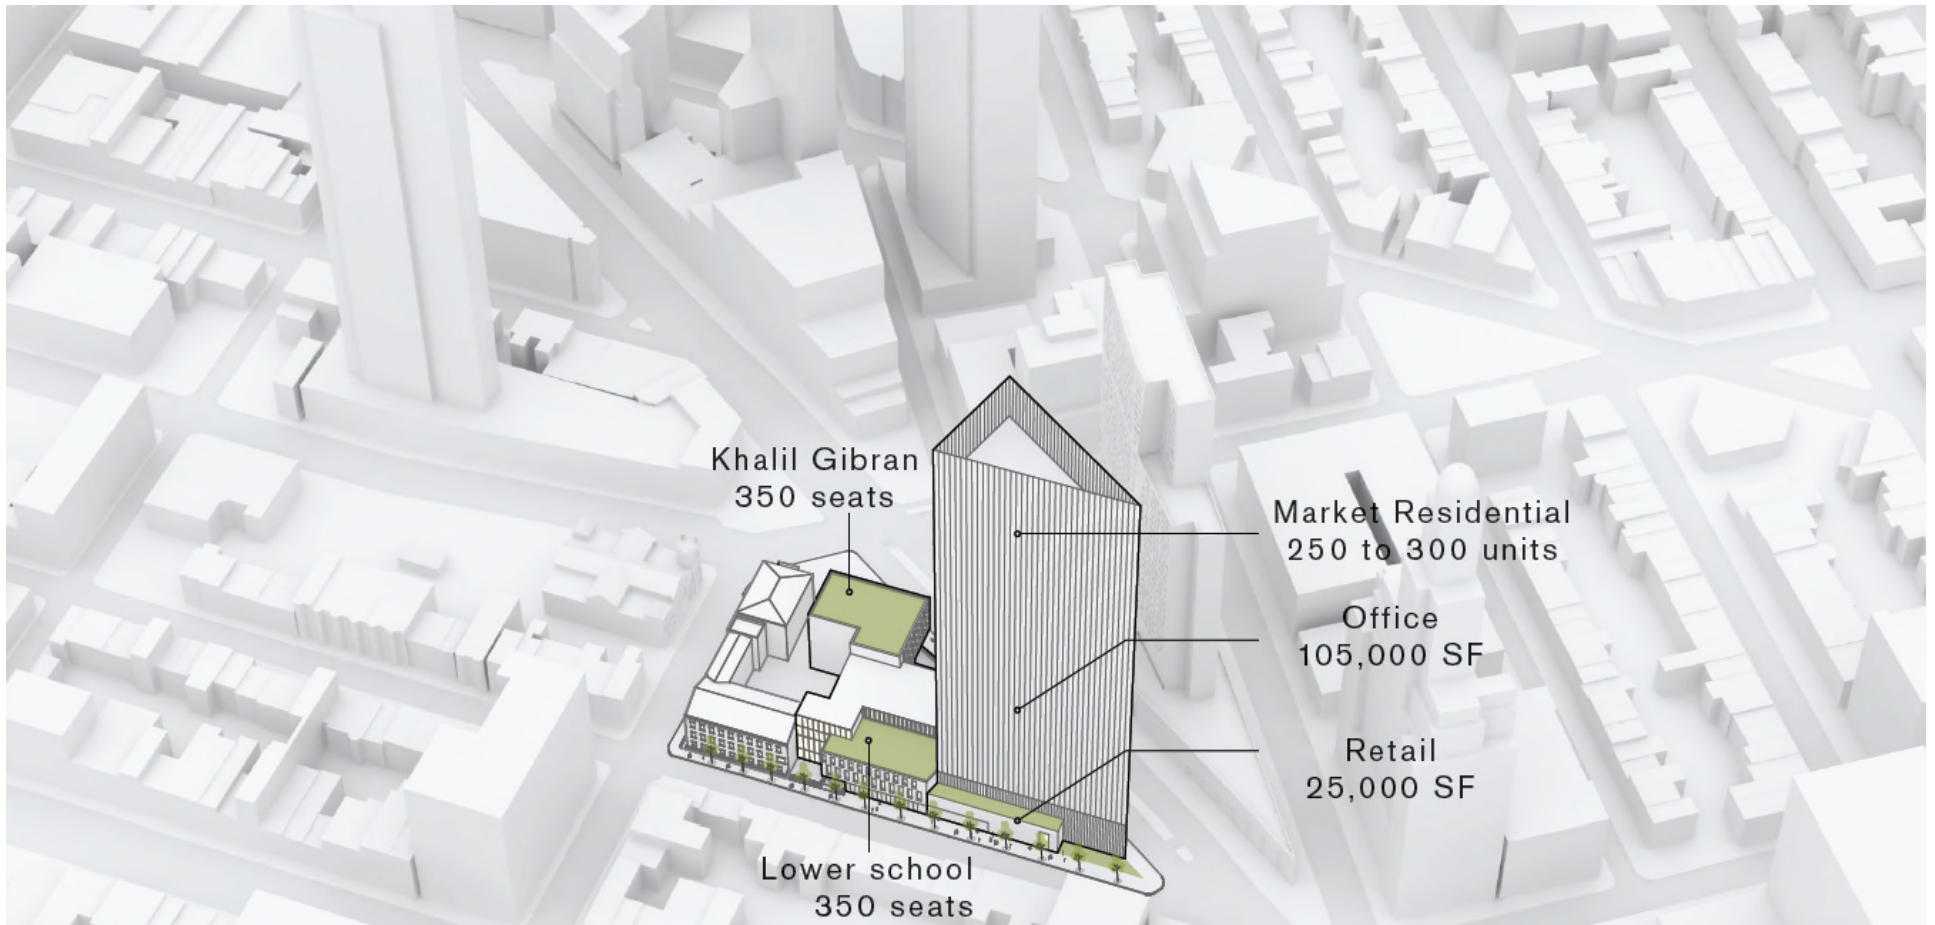 Khalil Gibran
350 seats
Market Residential
250 to 300 units
Office
105,000 SF
Retail
25,000 SF
Lower school
350 seats